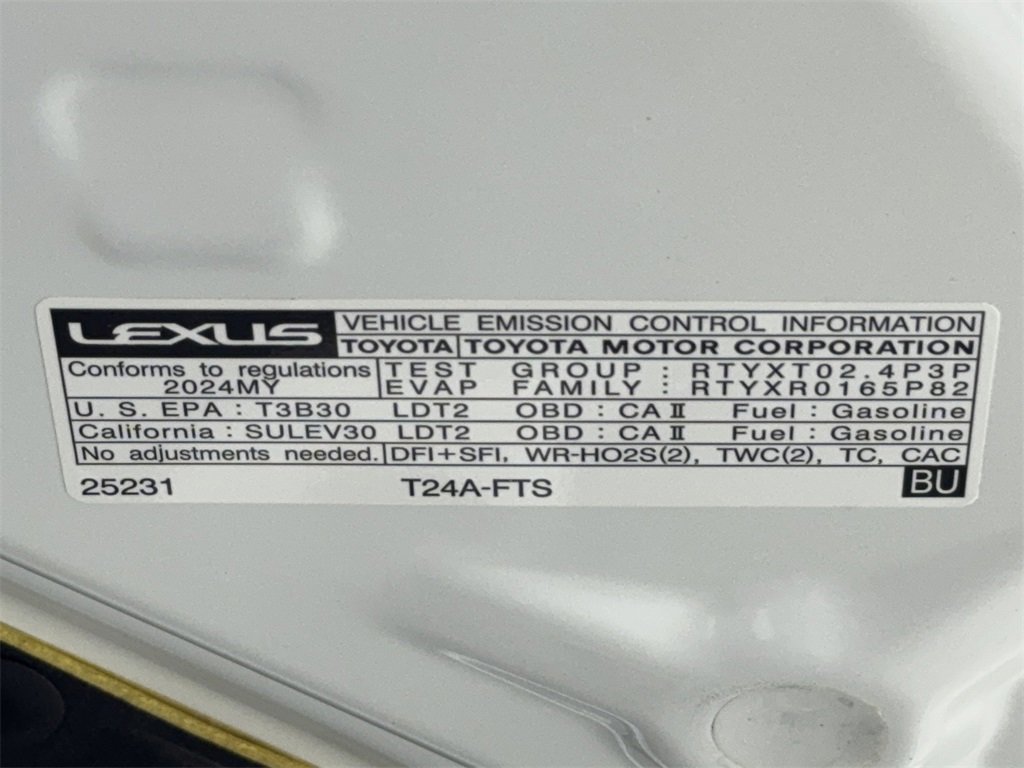 LEXUS VEHICLE EMISSION CONTROL INFORMATION
TOYOTA TOYOTA MOTOR CORPORATION
Conforms to regulations TEST GROUP : RTYXT02.4P3P
2024MY EVAP FAMILY : RTYXR0165P82
U. S. EPA : T3B30 LDT2 OBD : CA II Fuel : Gasoline
California : SULEV30 LDT2 OBD : CA II Fuel : Gasoline
No adjustments needed. DFI+SFI, WR-HO2S(2), TWC(2), TC, CAC
25231 T24A-FTS BU